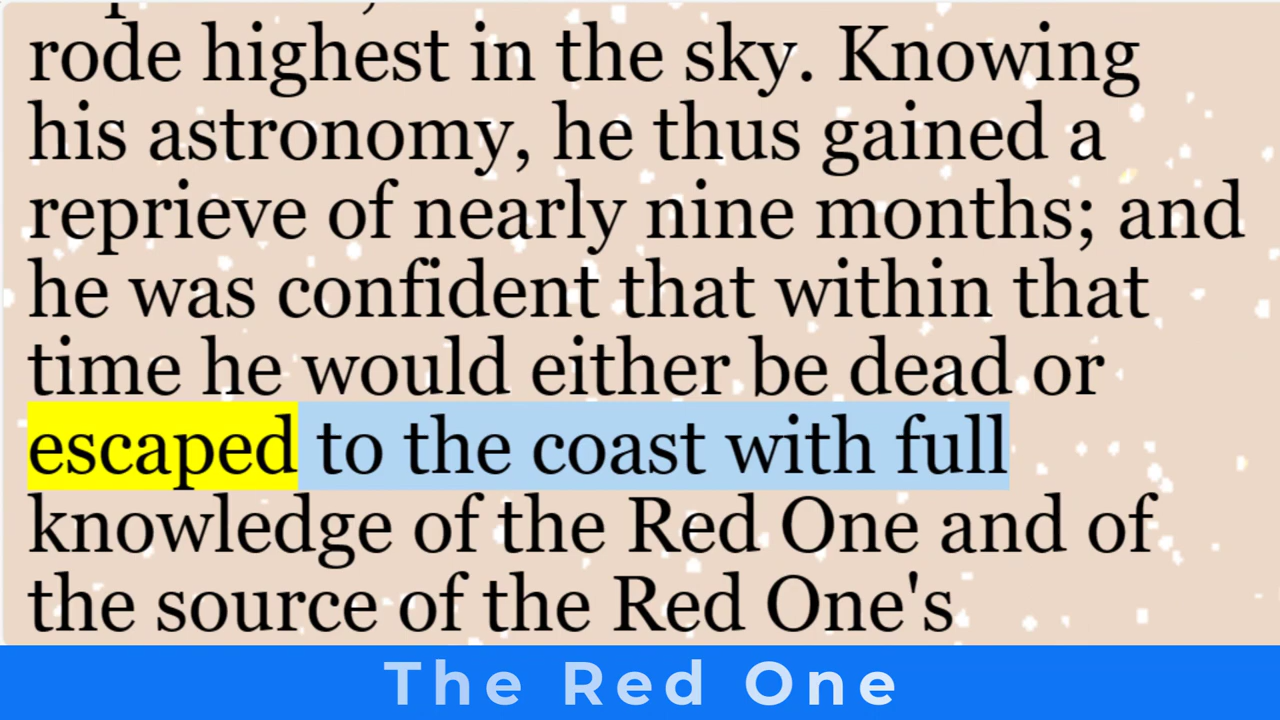 rode highest in the sky. Knowing
his astronomy, he thus gained a
reprieve of nearly nine months; and
he was confident that within that
time he would either be dead or
escaped to the coast with full
knowledge of the Red One and of
the source of the Red One's
The Red One